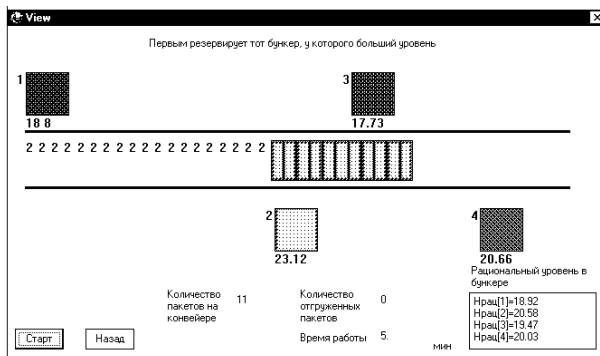 View
Первым резервирует тот бункер, у которого больший уровень
1
3
18 8
17.73
2 2 2 2 2 2 2 2 2 2 2 2 2 2 2 2 2 2 2
2
4
23.12
20.66
Рациональный уровень в
бункере
Количество
пакетов на
конвейере
11
Количество
отгруженных
пакетов
0
Нрац[1]=18.92
Нрац[2]=20.58
Нрац[3]=19.47
Нрац[4]=20.03
Старт
Назад
Время работы
5.
мин